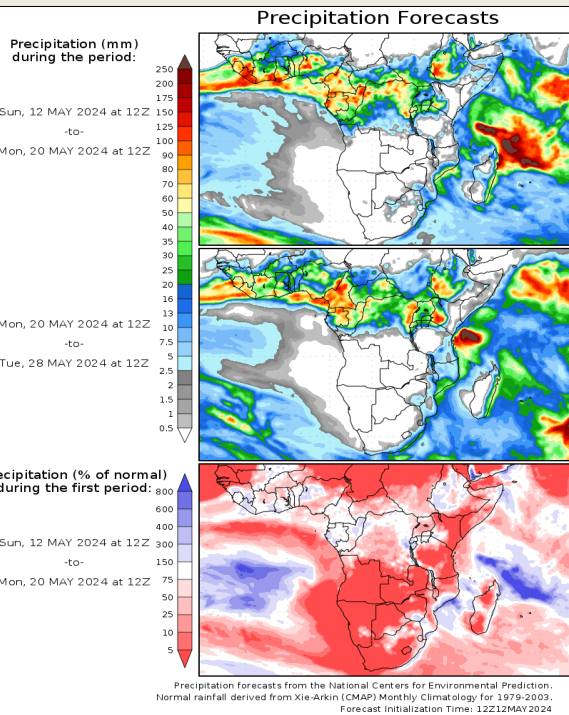 Precipitation Forecasts
Precipitation (mm)
during the period:
Sun, 12 MAY 2024 at 12Z
-to-
Mon, 20 MAY 2024 at 12Z
250
200
175
150
125
100
90
80
70
60
50
40
35
30
25
20
16
13
10
7.5
5
2.5
2
1.5
1
0.5
Mon, 20 MAY 2024 at 12Z
-to-
Tue, 28 MAY 2024 at 12Z
ecipitation (% of normal)
during the first period:
Sun, 12 MAY 2024 at 12Z
-to-
Mon, 20 MAY 2024 at 12Z
800
600
400
300
150
75
50
25
10
5
Precipitation forecasts from the National Centers for Environmental Prediction.
Normal rainfall derived from Xie-Arkin (CMAP) Monthly Climatology for 1979-2003.
Forecast Initialization Time: 12Z12MAY2024